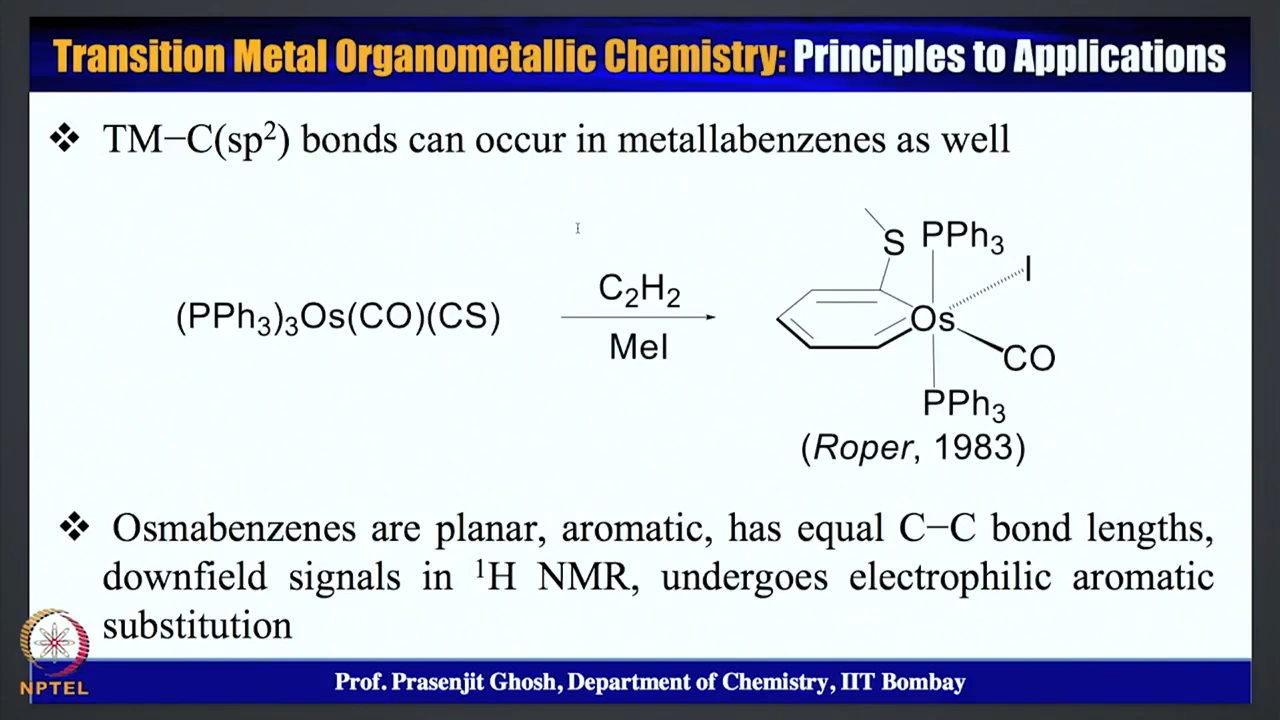 Transition Metal Organometallic Chemistry: Principles to Applications
❖ TM−C(sp²) bonds can occur in metallabenzenes as well
(PPh₃)₃Os(CO)(CS)
C₂H₂
MeI
S PPh₃
I
Os
CO
PPh₃
(Roper, 1983)
❖ Osmabenzenes are planar, aromatic, has equal C−C bond lengths,
downfield signals in ¹H NMR, undergoes electrophilic aromatic
substitution
NPTEL
Prof. Prasenjit Ghosh, Department of Chemistry, IIT Bombay